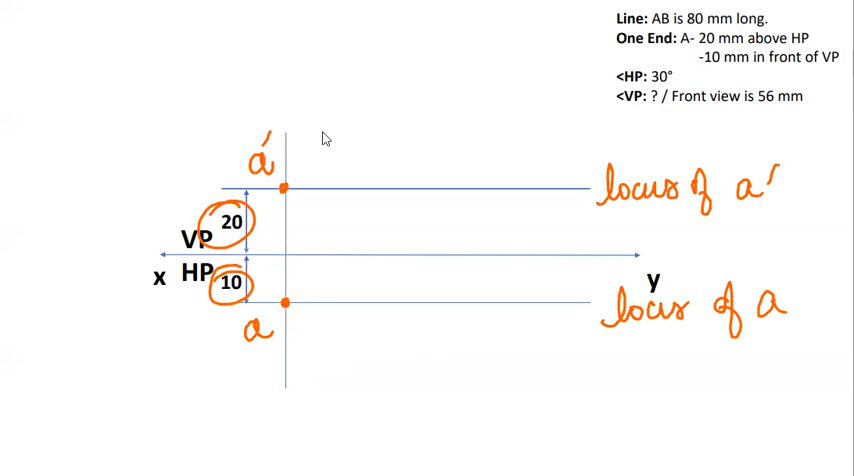 Line: AB is 80 mm long.
One End: A- 20 mm above HP
-10 mm in front of VP
<HP: 30°
<VP: ? / Front view is 56 mm
a'
locus of a'
20
VP
x
HP
10
y
a
locus of a